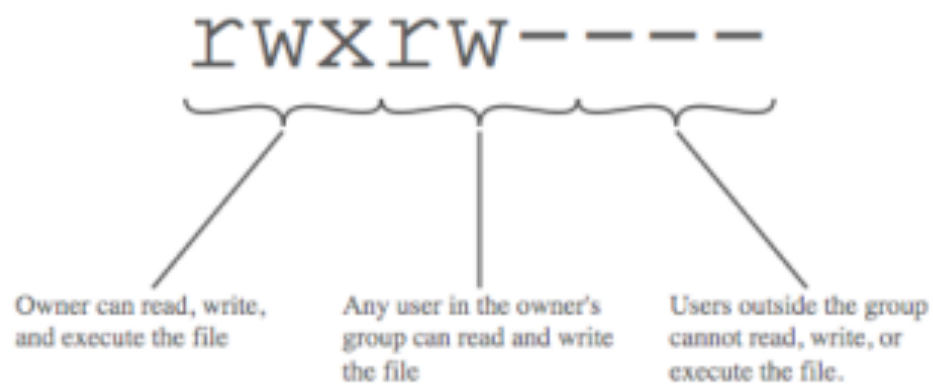 rwxrw----
Owner can read, write,
and execute the file
Any user in the owner's
group can read and write
the file
Users outside the group
cannot read, write, or
execute the file.